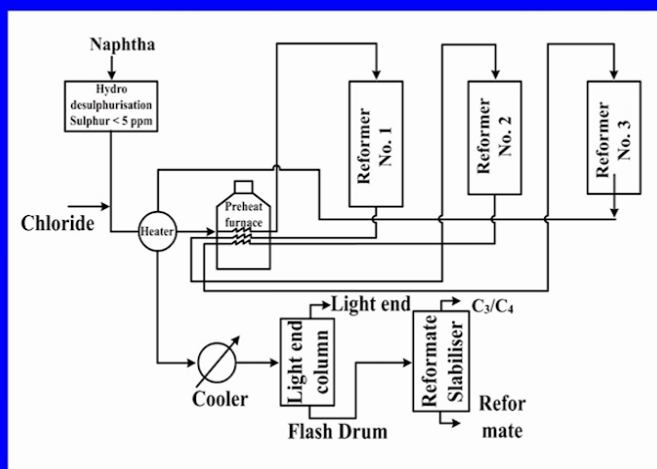 Naphtha
Hydro
desulphurisation
Sulphur < 5 ppm
Chloride
Heater
Preheat
furnace
Reformer
No. 1
Reformer
No. 2
Reformer
No. 3
Cooler
Light end
column
Light end
Flash Drum
Reformate
Slabiliser
C₃/C₄
Refor
mate